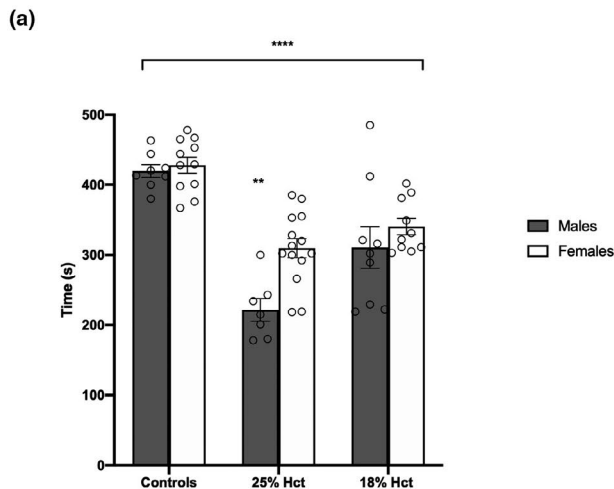 (a)
****
500
400
300
200
100
0
Time (s)
**
Controls
25% Hct
18% Hct
Males
Females